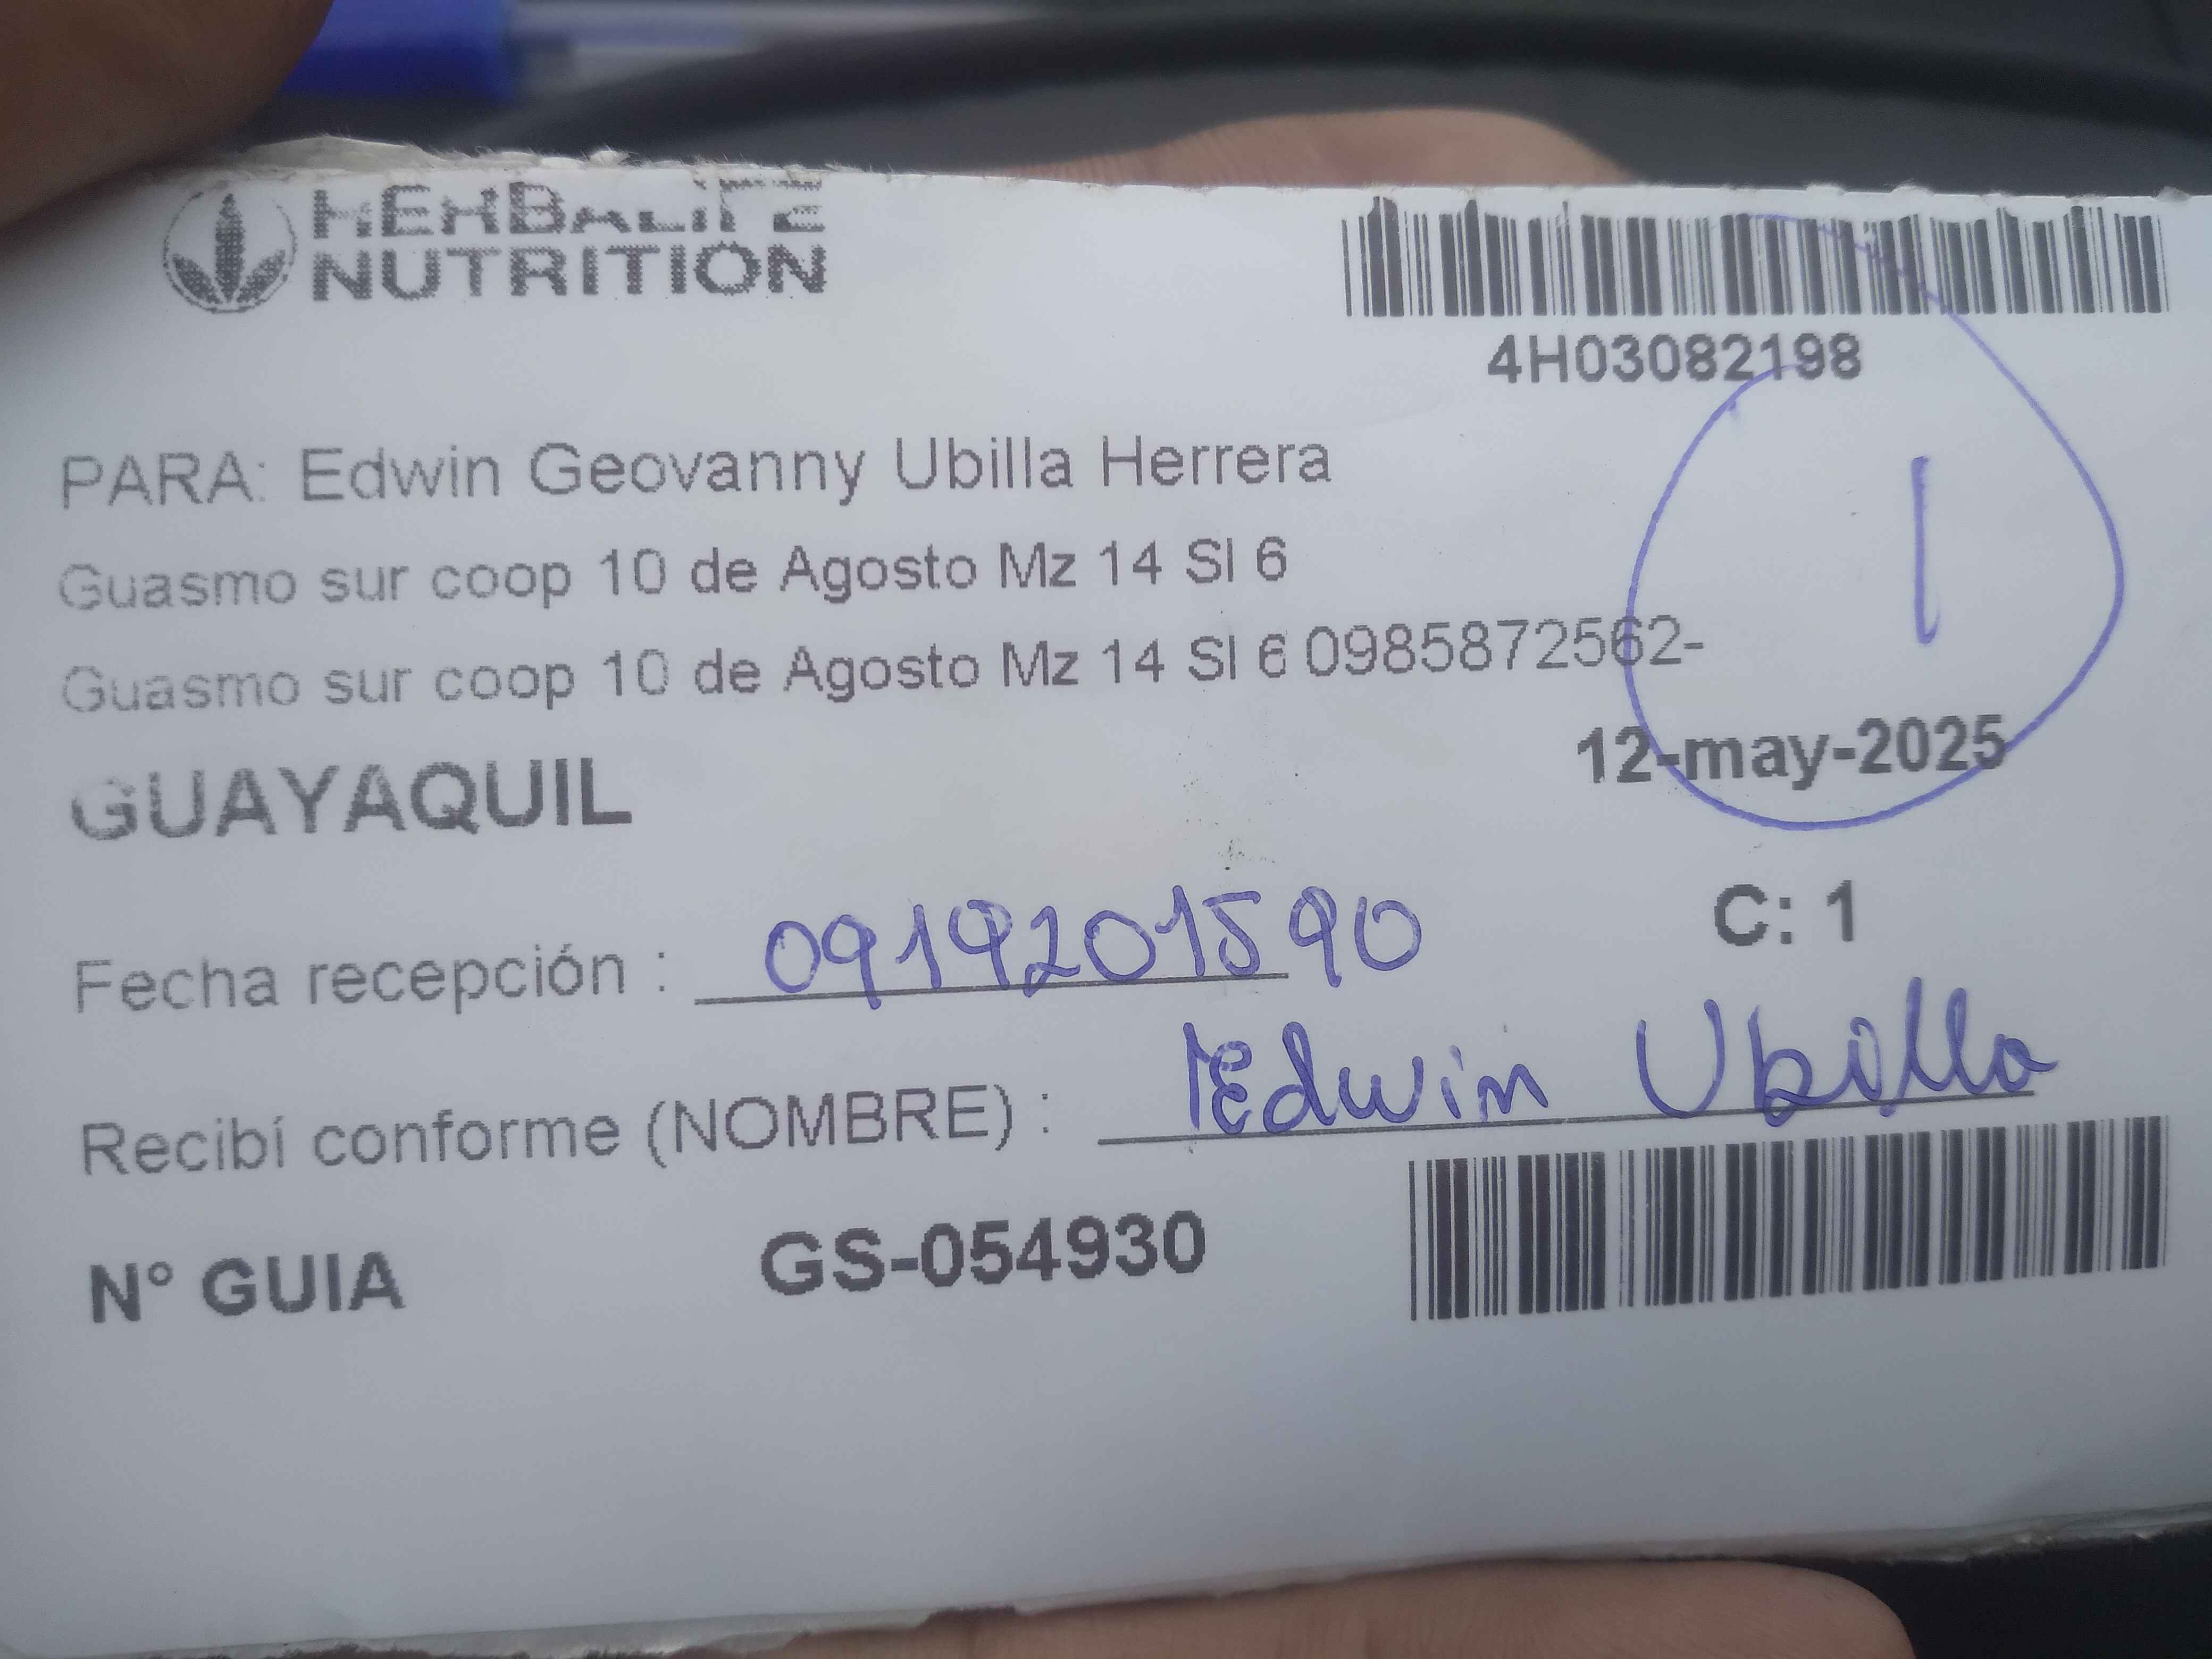 HERBALIFE
NUTRITION
4H03082198
PARA: Edwin Geovanny Ubilla Herrera
1
Guasmo sur coop 10 de Agosto Mz 14 Sl 6
Guasmo sur coop 10 de Agosto Mz 14 Sl 6 0985872562-
12-may-2025
GUAYAQUIL
C: 1
Fecha recepción : 0919201590
Recibí conforme (NOMBRE) : Edwin Ubilla
N° GUIA GS-054930